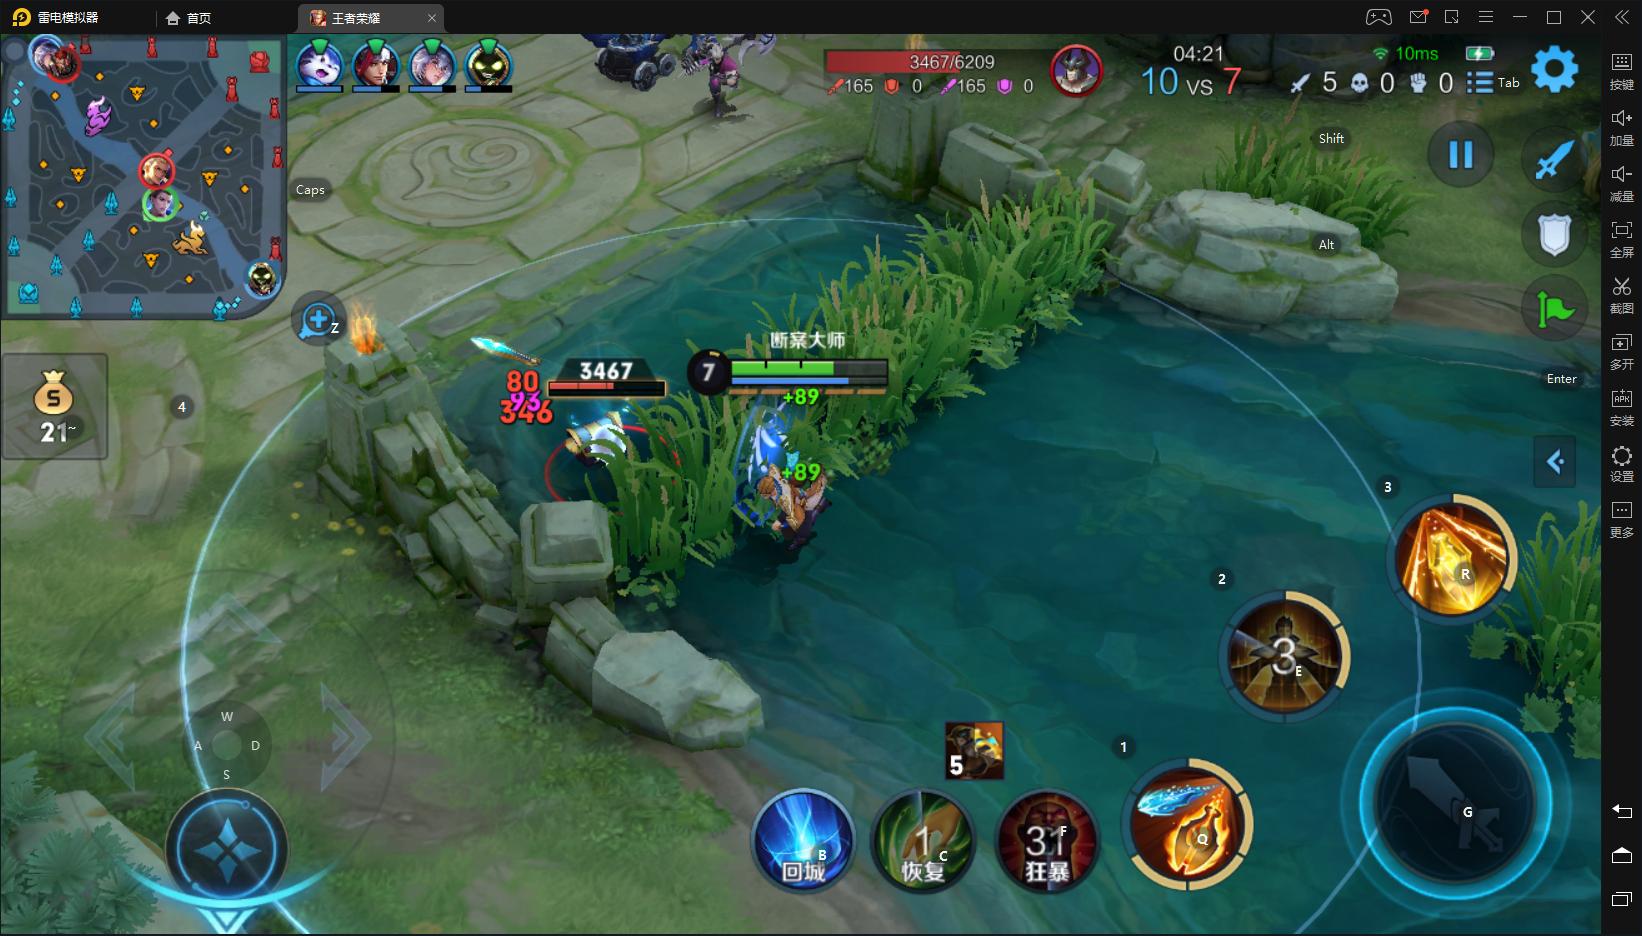 雷电模拟器
首页
王者荣耀
3467/6209
165
0
165
0
04:21
10 VS 7
10ms
5
0
0
Tab
按键
加量
减量
全屏
截图
多开
安装
设置
更多
Shift
Caps
Alt
Enter
Z
21~
4
断案大师
7
3467
80
93
346
+89
+89
3
R
2
3
E
1
Q
G
W
A
D
S
5
B
回城
1
C
恢复
31
F
狂暴
APK